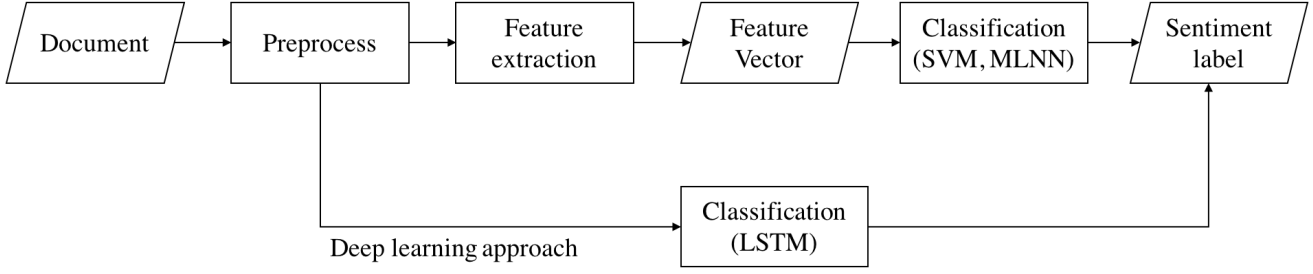 Document
Preprocess
Feature
extraction
Feature
Vector
Classification
(SVM, MLNN)
Sentiment
label
Classification
(LSTM)
Deep learning approach